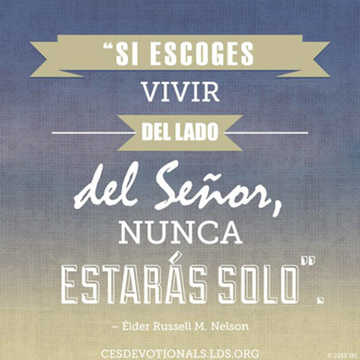 “SI ESCOGES
VIVIR
DEL LADO
del Señor,
NUNCA
ESTARÁS SOLO”.
– Élder Russell M. Nelson
CESDEVOTIONALS.LDS.ORG